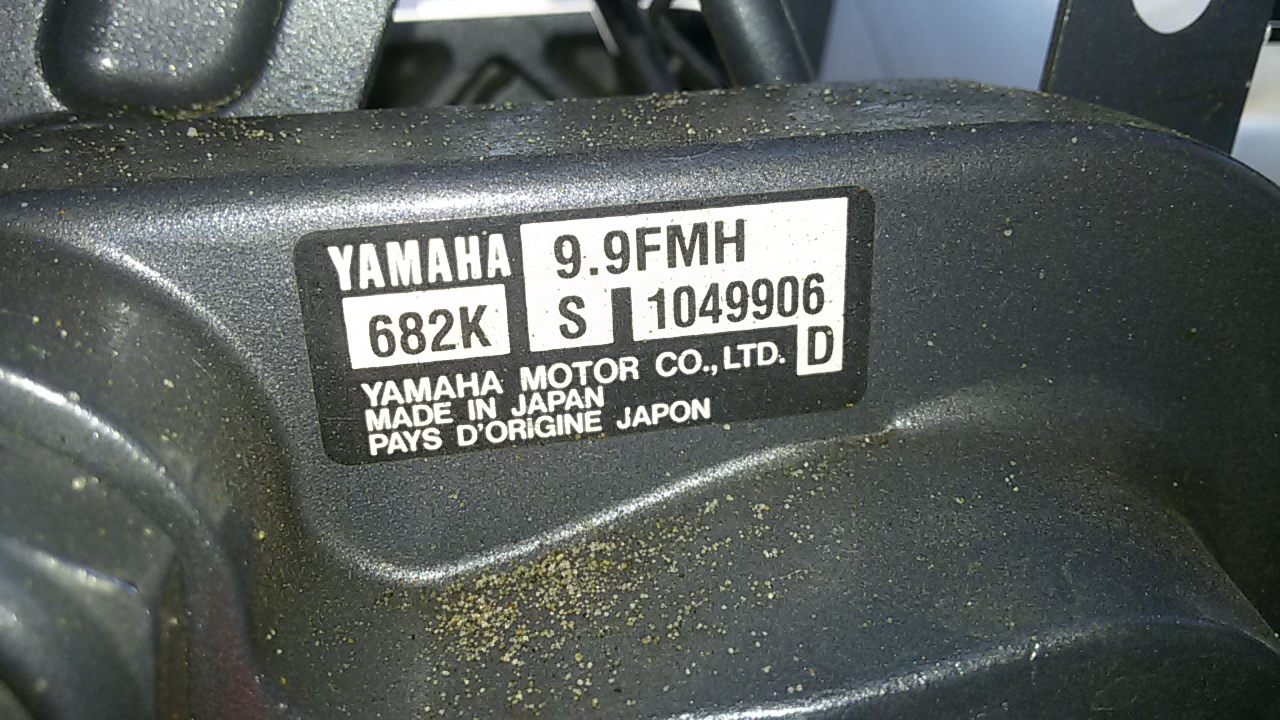 YAMAHA 9.9FMH
682K S 1049906
YAMAHA MOTOR CO., LTD. D
MADE IN JAPAN
PAYS D'ORIGINE JAPON